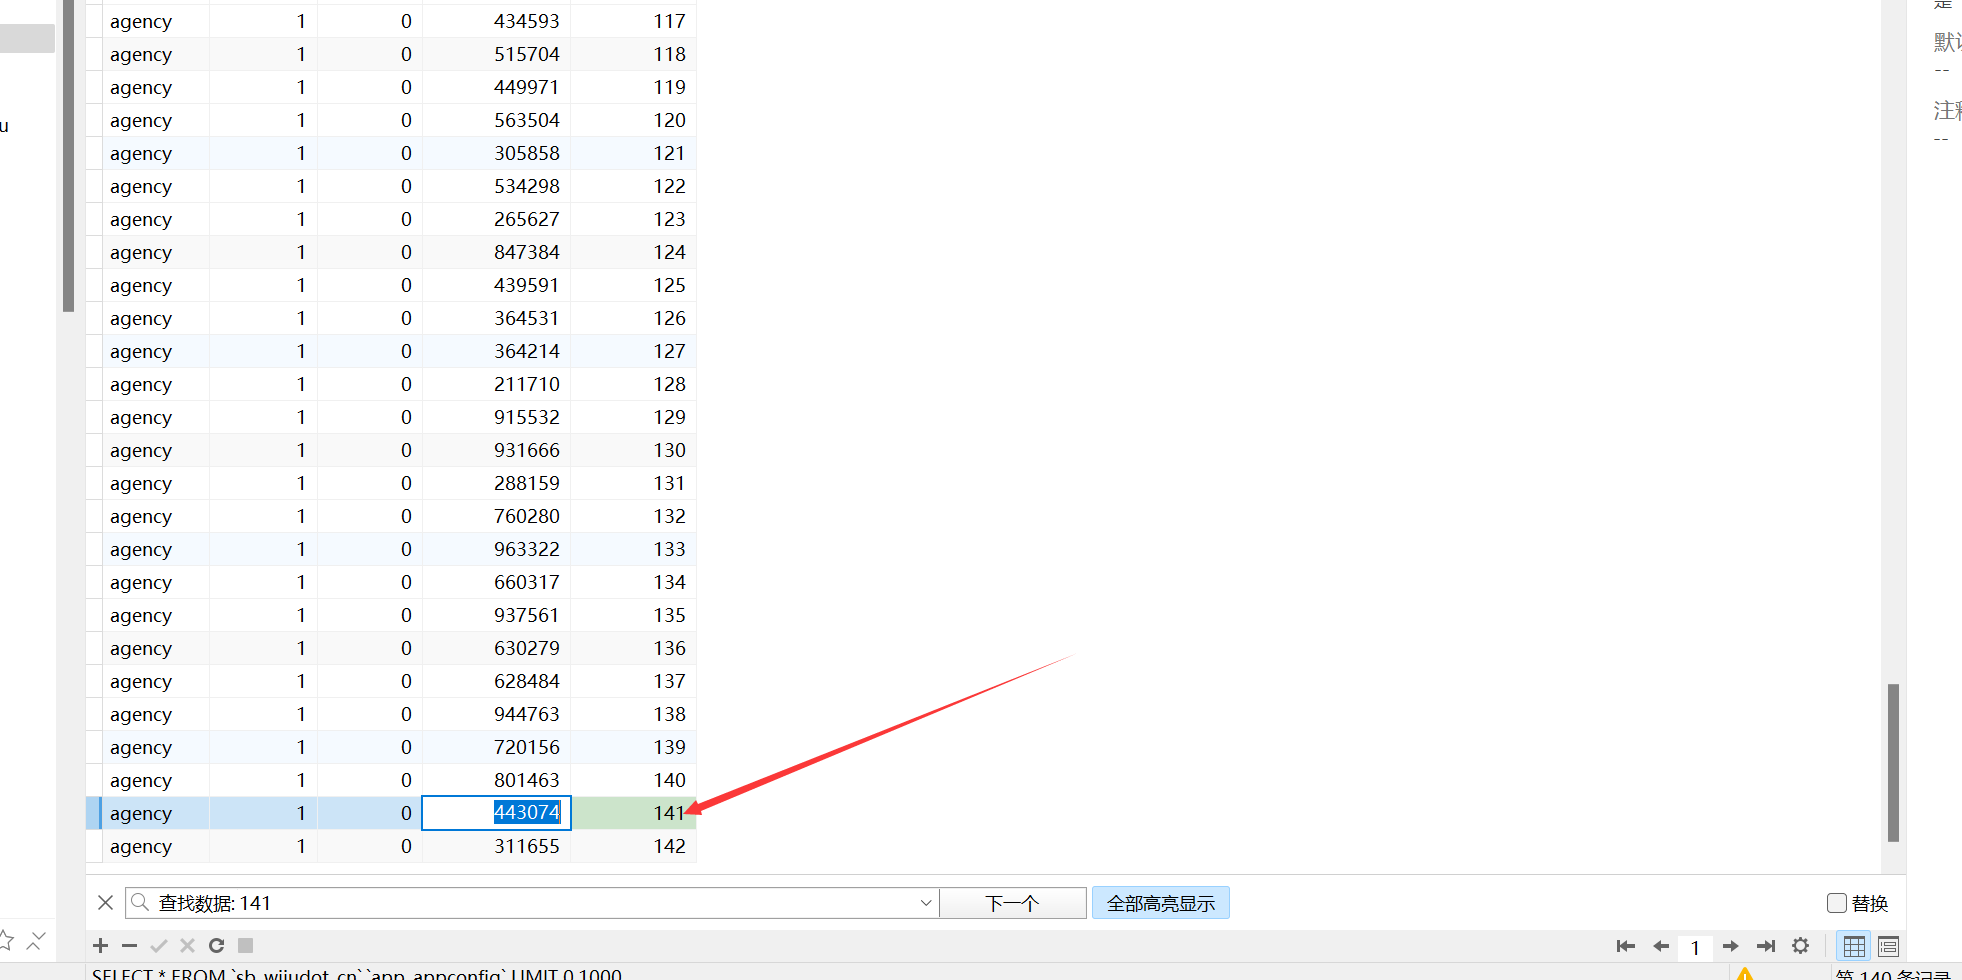 是
默认
--
注释
--
u
agency 1 0 434593 117
agency 1 0 515704 118
agency 1 0 449971 119
agency 1 0 563504 120
agency 1 0 305858 121
agency 1 0 534298 122
agency 1 0 265627 123
agency 1 0 847384 124
agency 1 0 439591 125
agency 1 0 364531 126
agency 1 0 364214 127
agency 1 0 211710 128
agency 1 0 915532 129
agency 1 0 931666 130
agency 1 0 288159 131
agency 1 0 760280 132
agency 1 0 963322 133
agency 1 0 660317 134
agency 1 0 937561 135
agency 1 0 630279 136
agency 1 0 628484 137
agency 1 0 944763 138
agency 1 0 720156 139
agency 1 0 801463 140
agency 1 0 443074 141
agency 1 0 311655 142
查找数据: 141 下一个 全部高亮显示 替换
1
SELECT * FROM `sb_wjjudot_cn`.`app_appconfig` LIMIT 0,1000 第 140 条记录